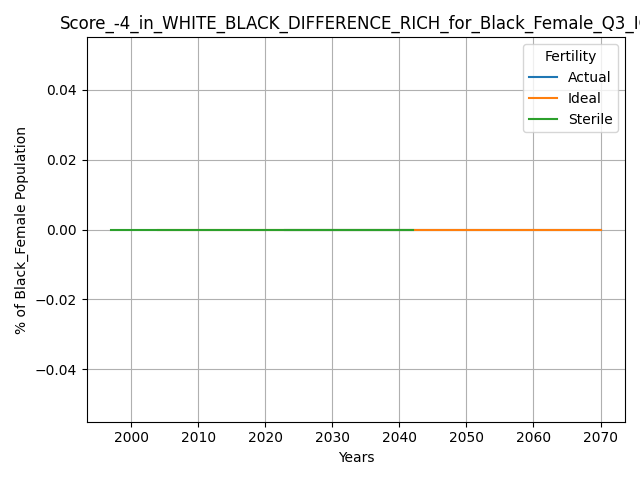 Score_-4_in_WHITE_BLACK_DIFFERENCE_RICH_for_Black_Female_Q3_I
Fertility
Actual
Ideal
Sterile
0.04
0.02
0.00
−0.02
−0.04
% of Black_Female Population
2000 2010 2020 2030 2040 2050 2060 2070
Years